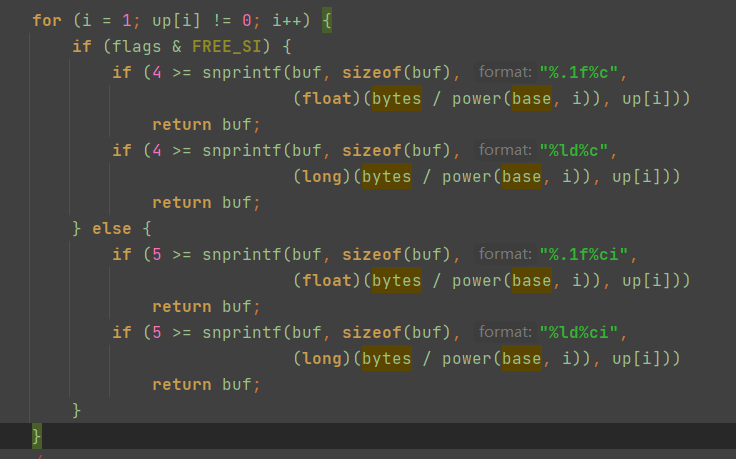 for (i = 1; up[i] != 0; i++) {
if (flags & FREE_SI) {
if (4 >= snprintf(buf, sizeof(buf), format: "%.1f%c",
(float)(bytes / power(base, i)), up[i]))
return buf;
if (4 >= snprintf(buf, sizeof(buf), format: "%ld%c",
(long)(bytes / power(base, i)), up[i]))
return buf;
} else {
if (5 >= snprintf(buf, sizeof(buf), format: "%.1f%ci",
(float)(bytes / power(base, i)), up[i]))
return buf;
if (5 >= snprintf(buf, sizeof(buf), format: "%ld%ci",
(long)(bytes / power(base, i)), up[i]))
return buf;
}
}